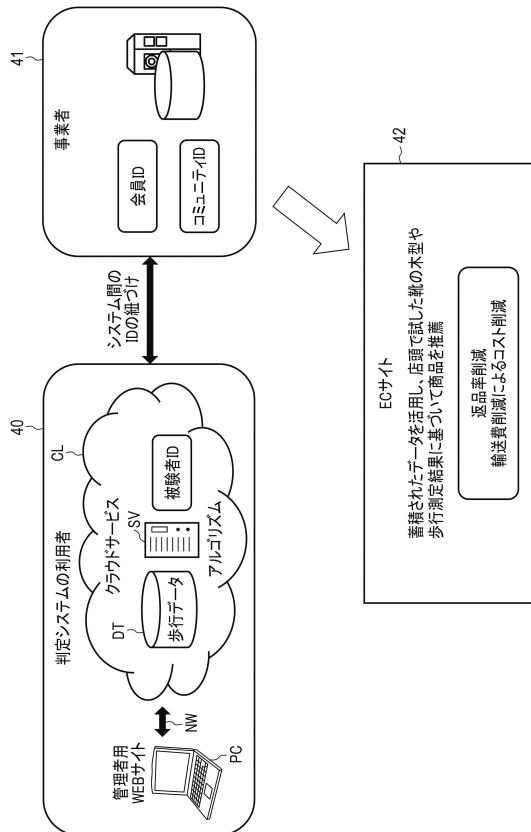 40
判定システムの利用者
管理者用
WEBサイト
PC
NW
CL
クラウドサービス
DT
歩行データ
SV
被験者ID
アルゴリズム
システム間の
IDの紐づけ
41
事業者
会員ID
コミュニティID
42
ECサイト
蓄積されたデータを活用し、店頭で試した靴の木型や
歩行測定結果に基づいて商品を推薦
返品率削減
輸送費削減によるコスト削減